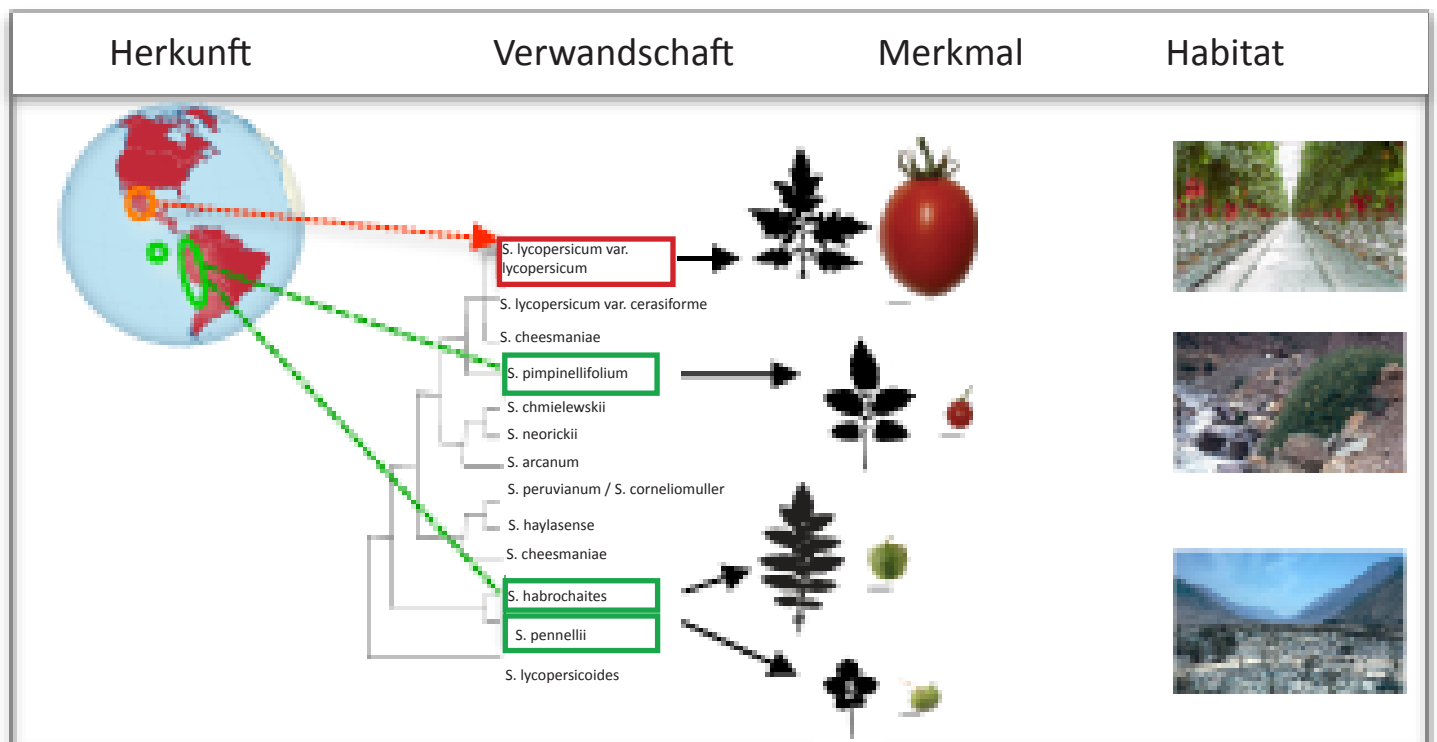 Herkunft
Verwandschaft
Merkmal
Habitat
S. lycopersicum var.
lycopersicum
S. lycopersicum var. cerasiforme
S. cheesmaniae
S. pimpinellifolium
S. chmielewskii
S. neorickii
S. arcanum
S. peruvianum / S. corneliomuller
S. haylasense
S. cheesmaniae
S. habrochaites
S. pennellii
S. lycopersicoides